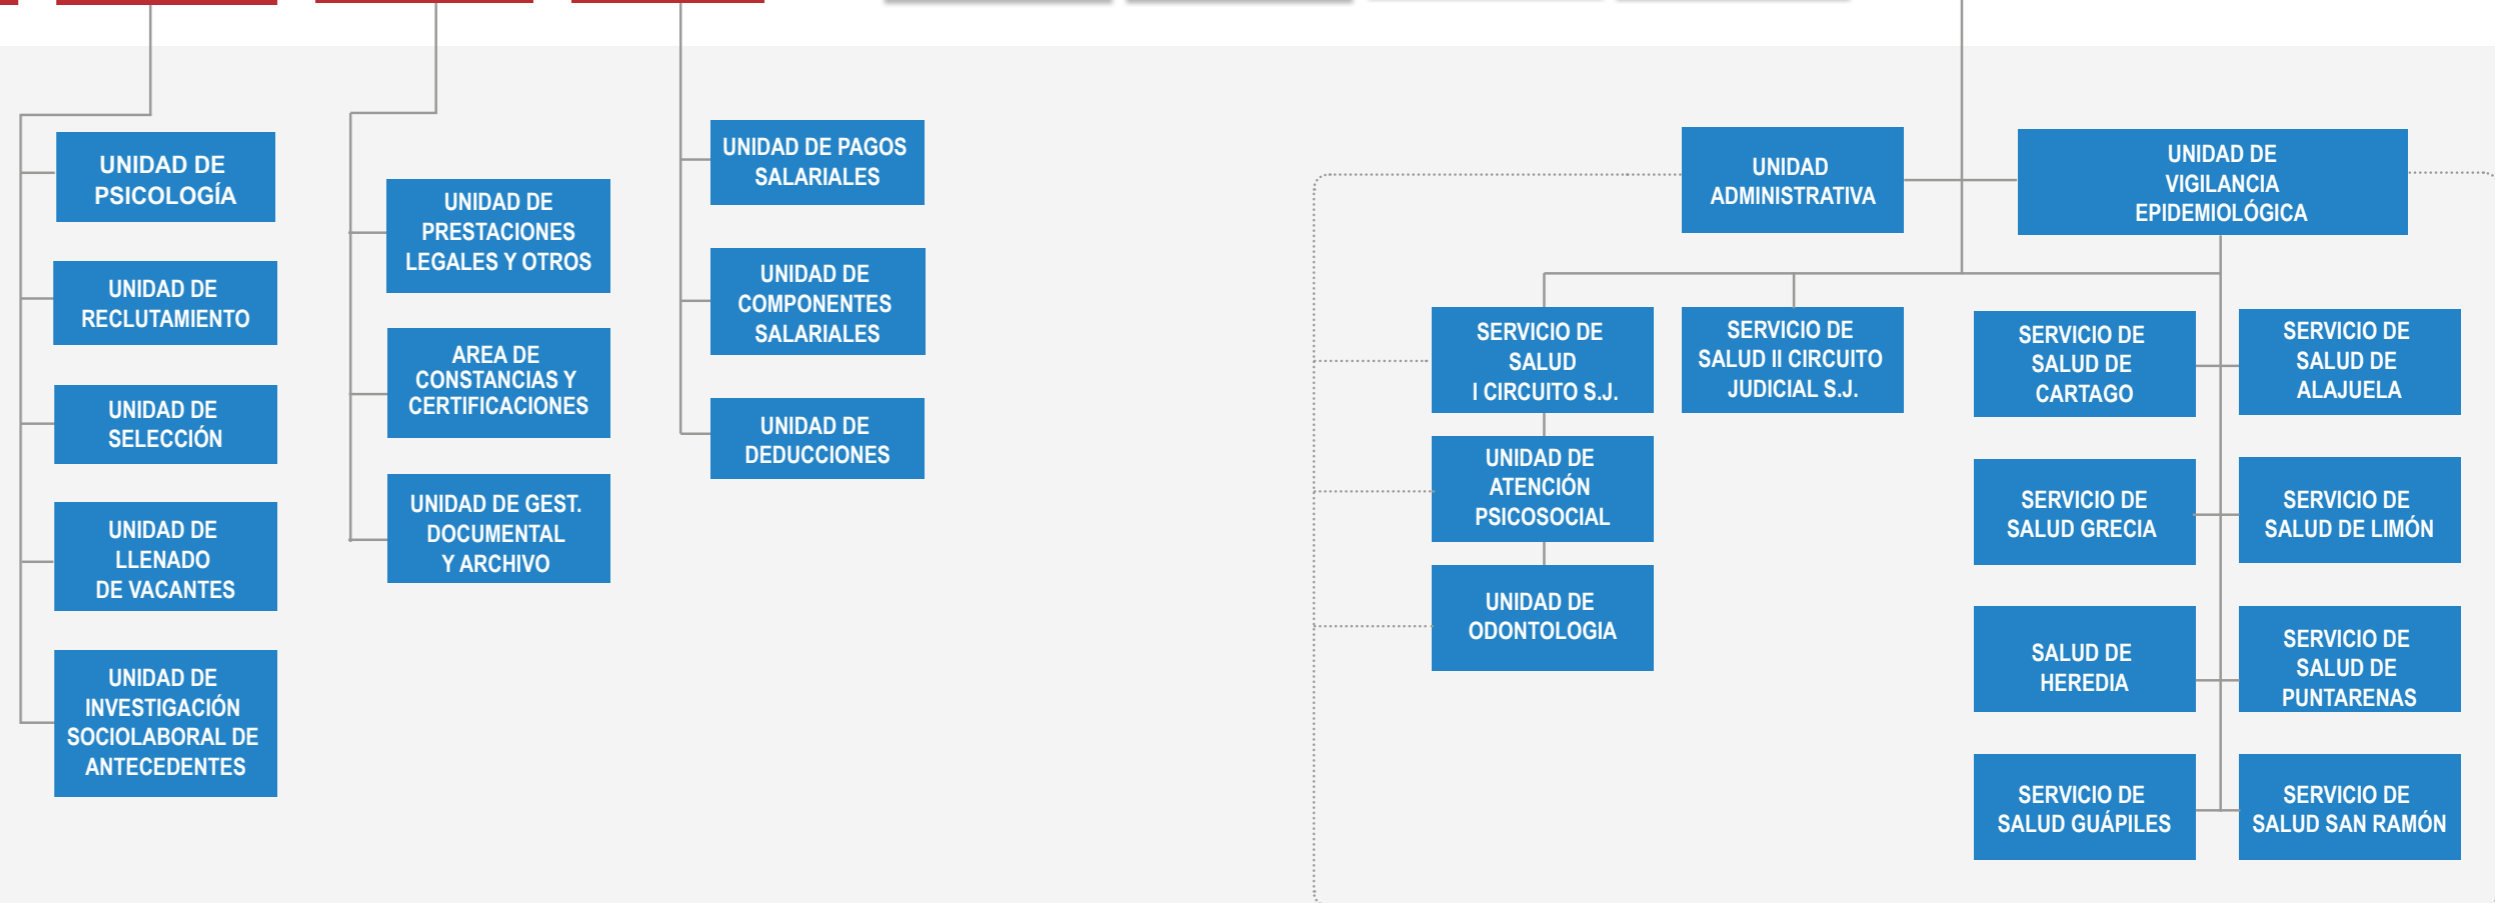 UNIDAD DE
PSICOLOGÍA
UNIDAD DE
RECLUTAMIENTO
UNIDAD DE
SELECCIÓN
UNIDAD DE
LLENADO
DE VACANTES
UNIDAD DE
INVESTIGACIÓN
SOCIOLABORAL DE
ANTECEDENTES
UNIDAD DE
PRESTACIONES
LEGALES Y OTROS
AREA DE
CONSTANCIAS Y
CERTIFICACIONES
UNIDAD DE GEST.
DOCUMENTAL
Y ARCHIVO
UNIDAD DE PAGOS
SALARIALES
UNIDAD DE
COMPONENTES
SALARIALES
UNIDAD DE
DEDUCCIONES
UNIDAD
ADMINISTRATIVA
UNIDAD DE
VIGILANCIA
EPIDEMIOLÓGICA
SERVICIO DE
SALUD
I CIRCUITO S.J.
SERVICIO DE
SALUD II CIRCUITO
JUDICIAL S.J.
UNIDAD DE
ATENCIÓN
PSICOSOCIAL
UNIDAD DE
ODONTOLOGIA
SERVICIO DE
SALUD DE
CARTAGO
SERVICIO DE
SALUD DE
ALAJUELA
SERVICIO DE
SALUD GRECIA
SERVICIO DE
SALUD DE LIMÓN
SALUD DE
HEREDIA
SERVICIO DE
SALUD DE
PUNTARENAS
SERVICIO DE
SALUD GUÁPILES
SERVICIO DE
SALUD SAN RAMÓN